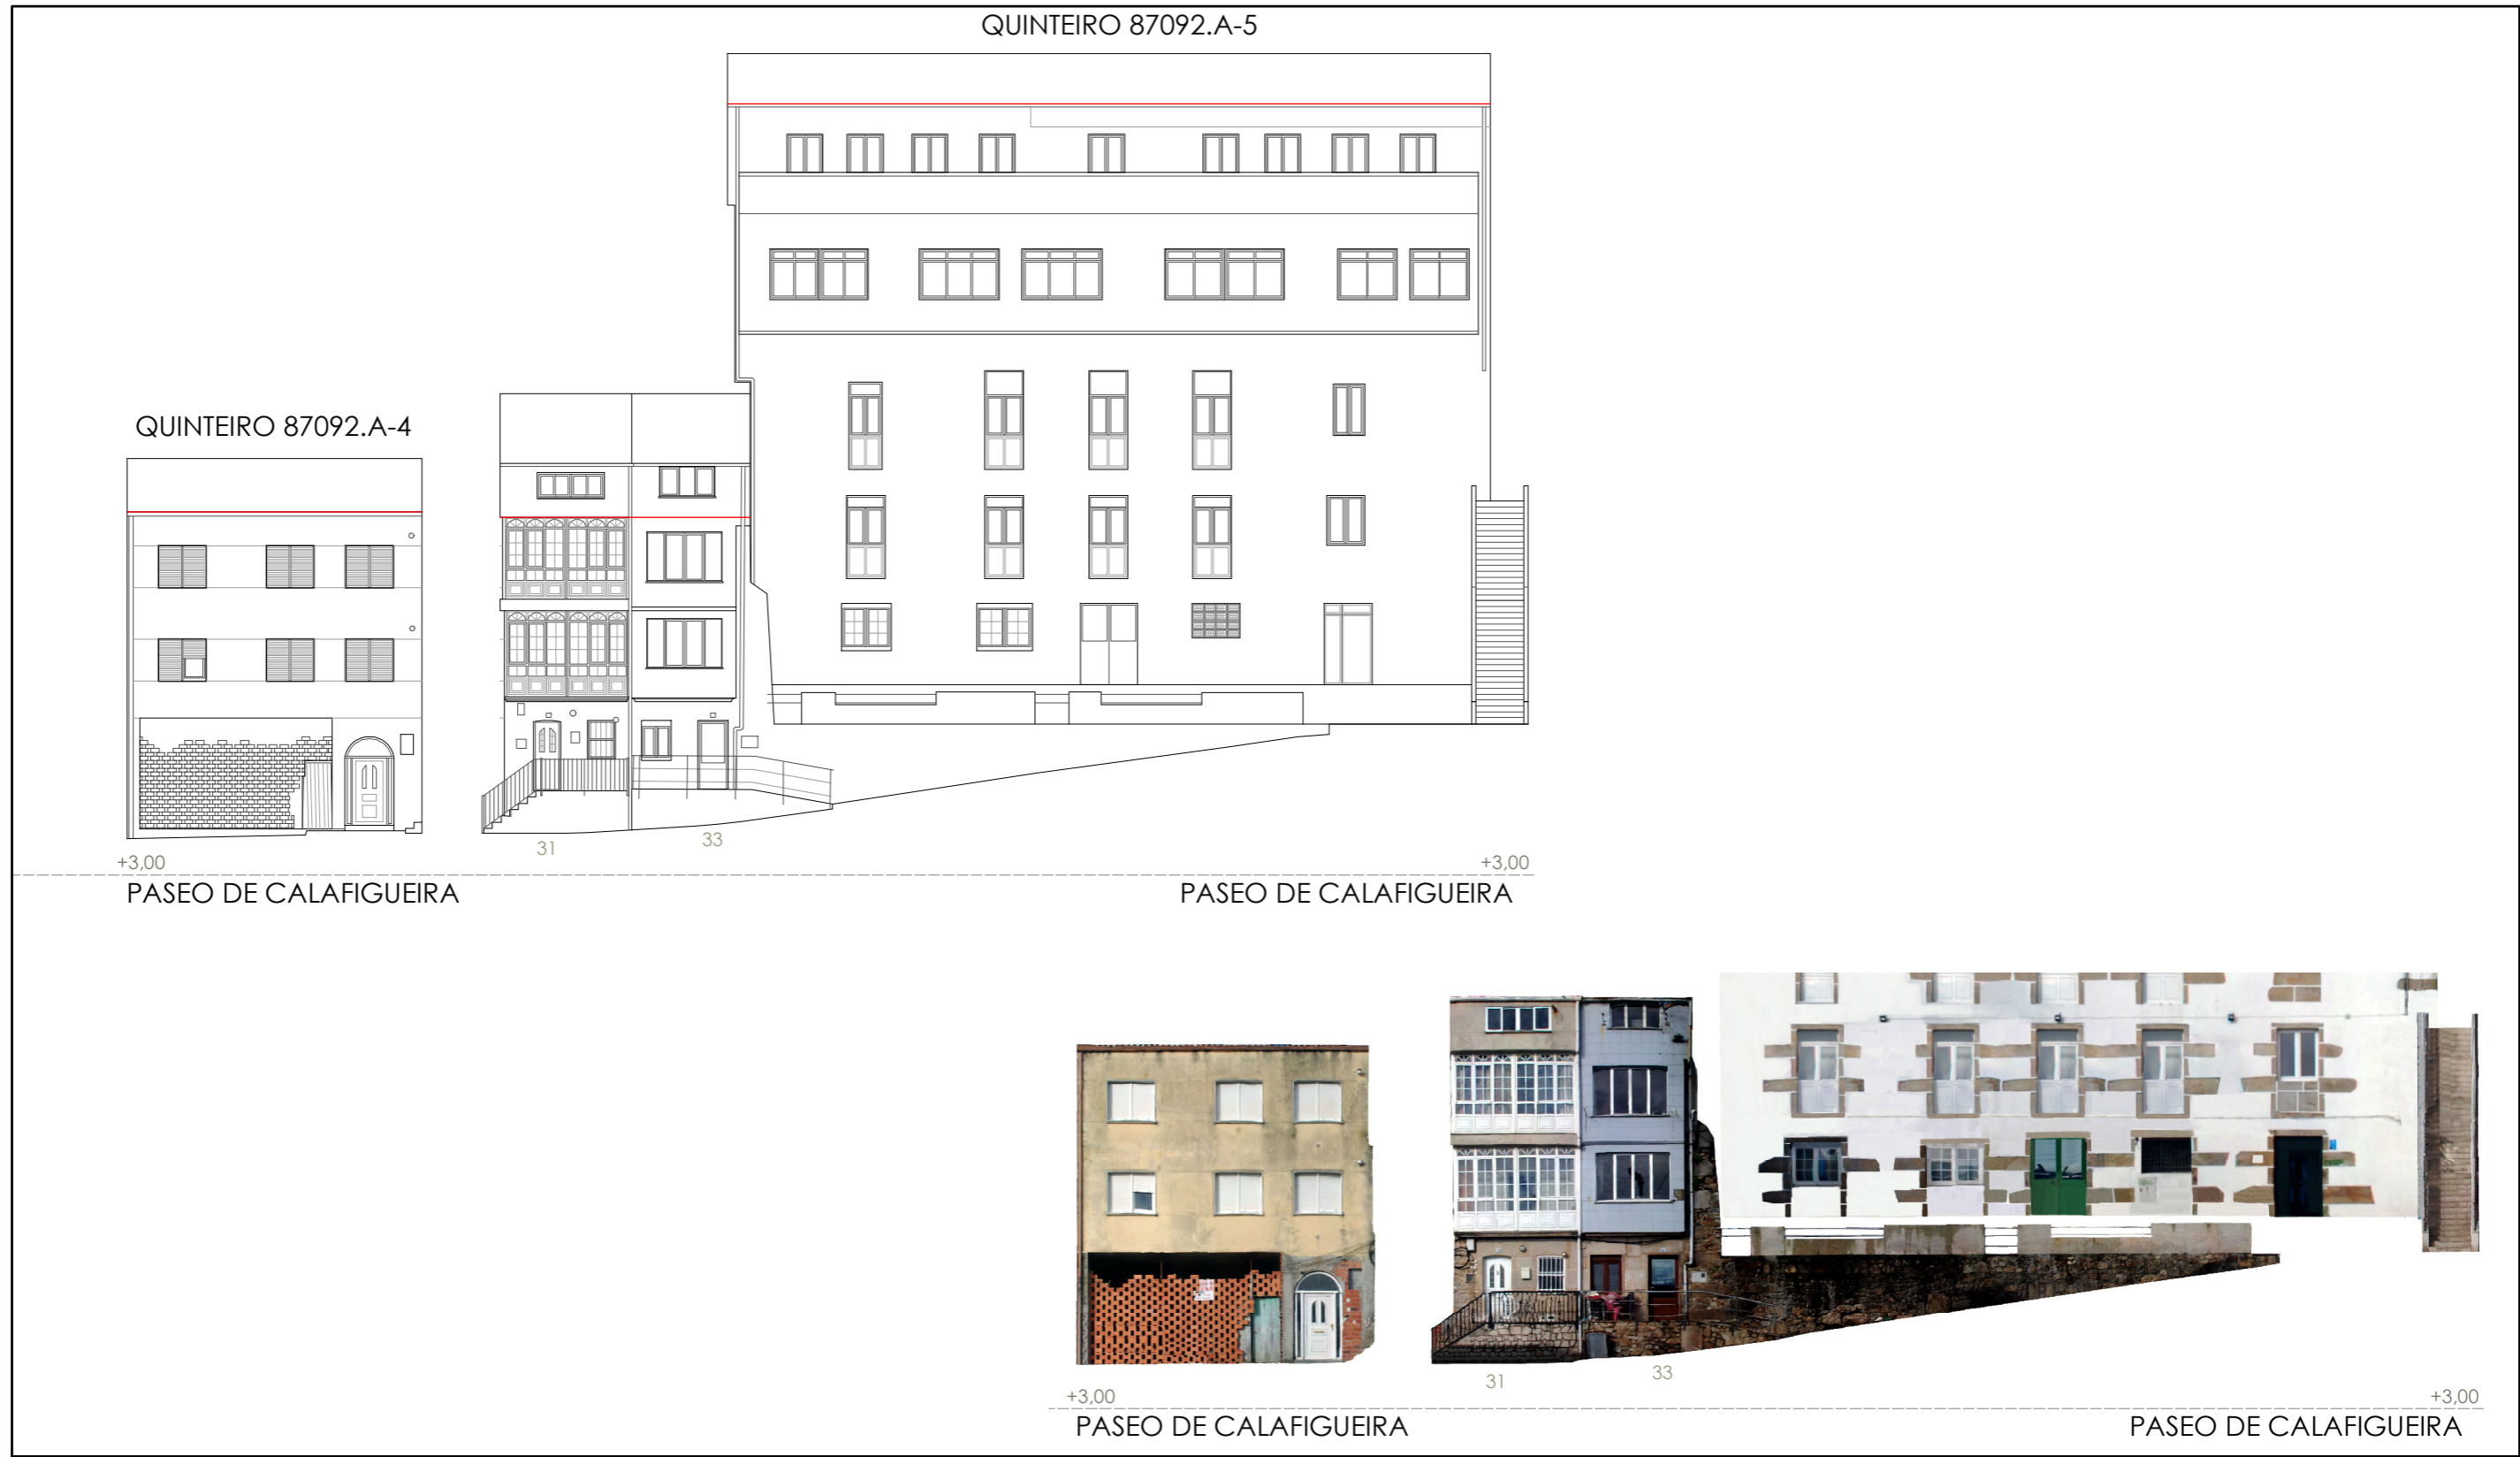 QUINTEIRO 87092.A-5
QUINTEIRO 87092.A-4
31
33
+3,00
+3,00
PASEO DE CALAFIGUEIRA
PASEO DE CALAFIGUEIRA
31
33
+3,00
+3,00
PASEO DE CALAFIGUEIRA
PASEO DE CALAFIGUEIRA